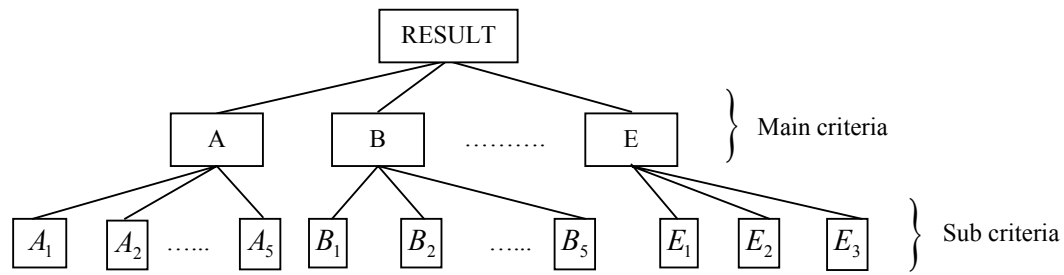 RESULT
A B .......... E Main criteria
A₁ A₂ ...... A₅ B₁ B₂ ...... B₅ E₁ E₂ E₃ Sub criteria